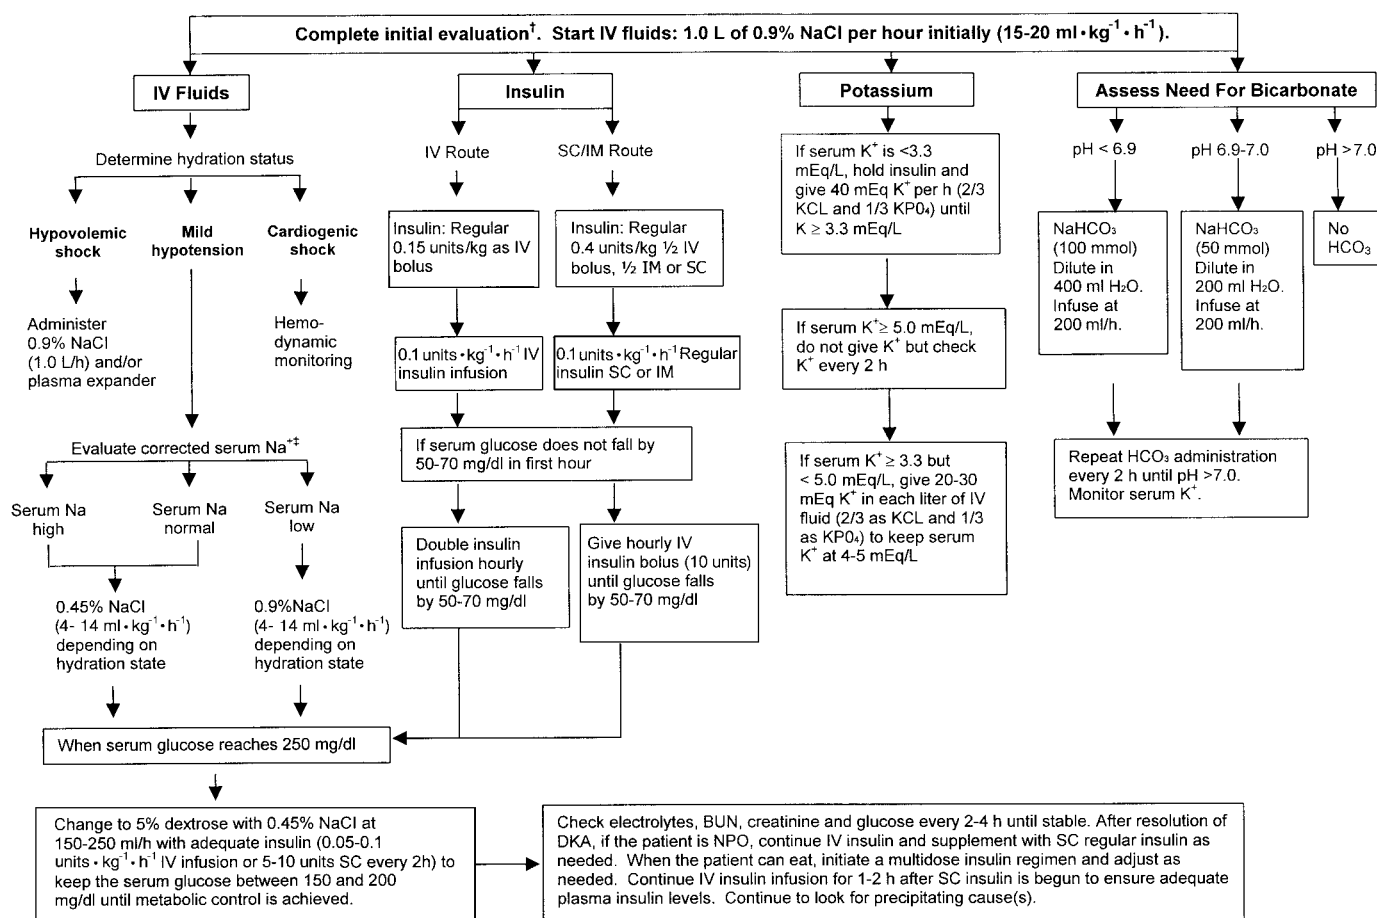 Complete initial evaluation†. Start IV fluids: 1.0 L of 0.9% NaCl per hour initially (15-20 ml•kg⁻¹•h⁻¹).
IV Fluids
Determine hydration status
Hypovolemic
shock
Mild
hypotension
Cardiogenic
shock
Administer
0.9% NaCl
(1.0 L/h) and/or
plasma expander
Hemo-
dynamic
monitoring
Evaluate corrected serum Na⁺‡
Serum Na
high
Serum Na
normal
Serum Na
low
0.45% NaCl
(4- 14 ml•kg⁻¹•h⁻¹)
depending on
hydration state
0.9%NaCl
(4- 14 ml•kg⁻¹•h⁻¹)
depending on
hydration state
Insulin
IV Route
SC/IM Route
Insulin: Regular
0.15 units/kg as IV
bolus
Insulin: Regular
0.4 units/kg ½ IV
bolus, ½ IM or SC
0.1 units•kg⁻¹•h⁻¹ IV
insulin infusion
0.1 units•kg⁻¹•h⁻¹ Regular
insulin SC or IM
If serum glucose does not fall by
50-70 mg/dl in first hour
Double insulin
infusion hourly
until glucose falls
by 50-70 mg/dl
Give hourly IV
insulin bolus (10 units)
until glucose falls
by 50-70 mg/dl
When serum glucose reaches 250 mg/dl
Change to 5% dextrose with 0.45% NaCl at
150-250 ml/h with adequate insulin (0.05-0.1
units•kg⁻¹•h⁻¹ IV infusion or 5-10 units SC every 2h) to
keep the serum glucose between 150 and 200
mg/dl until metabolic control is achieved.
Potassium
If serum K⁺ is <3.3
mEq/L, hold insulin and
give 40 mEq K⁺ per h (2/3
KCL and 1/3 KP0₄) until
K ≥ 3.3 mEq/L
If serum K⁺≥ 5.0 mEq/L,
do not give K⁺ but check
K⁺ every 2 h
If serum K⁺ ≥ 3.3 but
< 5.0 mEq/L, give 20-30
mEq K⁺ in each liter of IV
fluid (2/3 as KCL and 1/3
as KP0₄) to keep serum
K⁺ at 4-5 mEq/L
Assess Need For Bicarbonate
pH < 6.9
pH 6.9-7.0
pH >7.0
NaHCO₃
(100 mmol)
Dilute in
400 ml H₂O.
Infuse at
200 ml/h.
NaHCO₃
(50 mmol)
Dilute in
200 ml H₂O.
Infuse at
200 ml/h.
No
HCO₃
Repeat HCO₃ administration
every 2 h until pH >7.0.
Monitor serum K⁺.
Check electrolytes, BUN, creatinine and glucose every 2-4 h until stable. After resolution of
DKA, if the patient is NPO, continue IV insulin and supplement with SC regular insulin as
needed. When the patient can eat, initiate a multidose insulin regimen and adjust as
needed. Continue IV insulin infusion for 1-2 h after SC insulin is begun to ensure adequate
plasma insulin levels. Continue to look for precipitating cause(s).